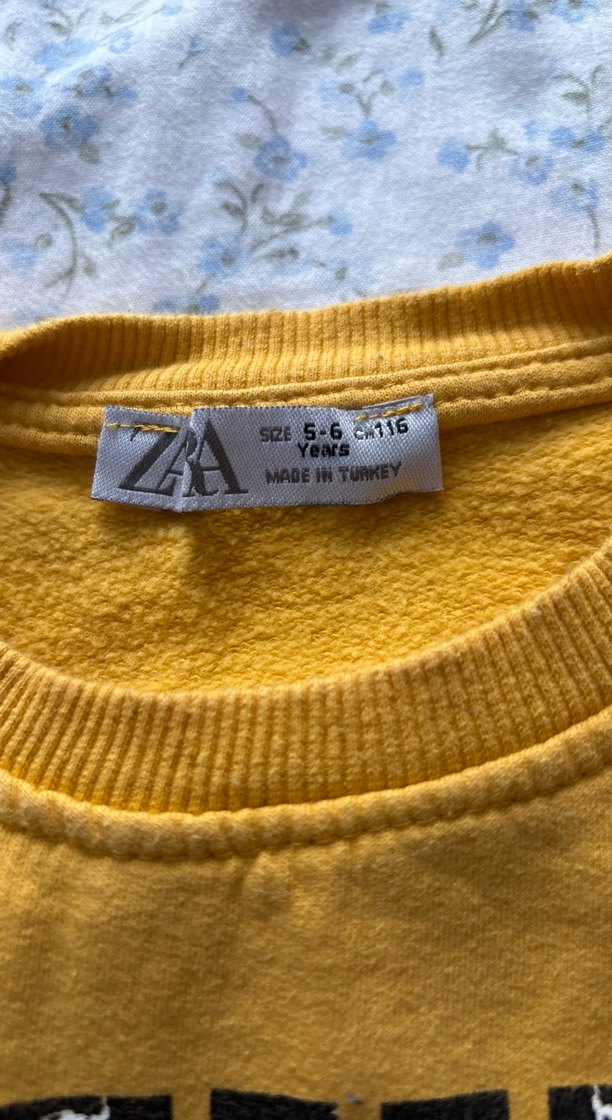 ZARA
SIZE 5-6 CM116
Years
MADE IN TURKEY